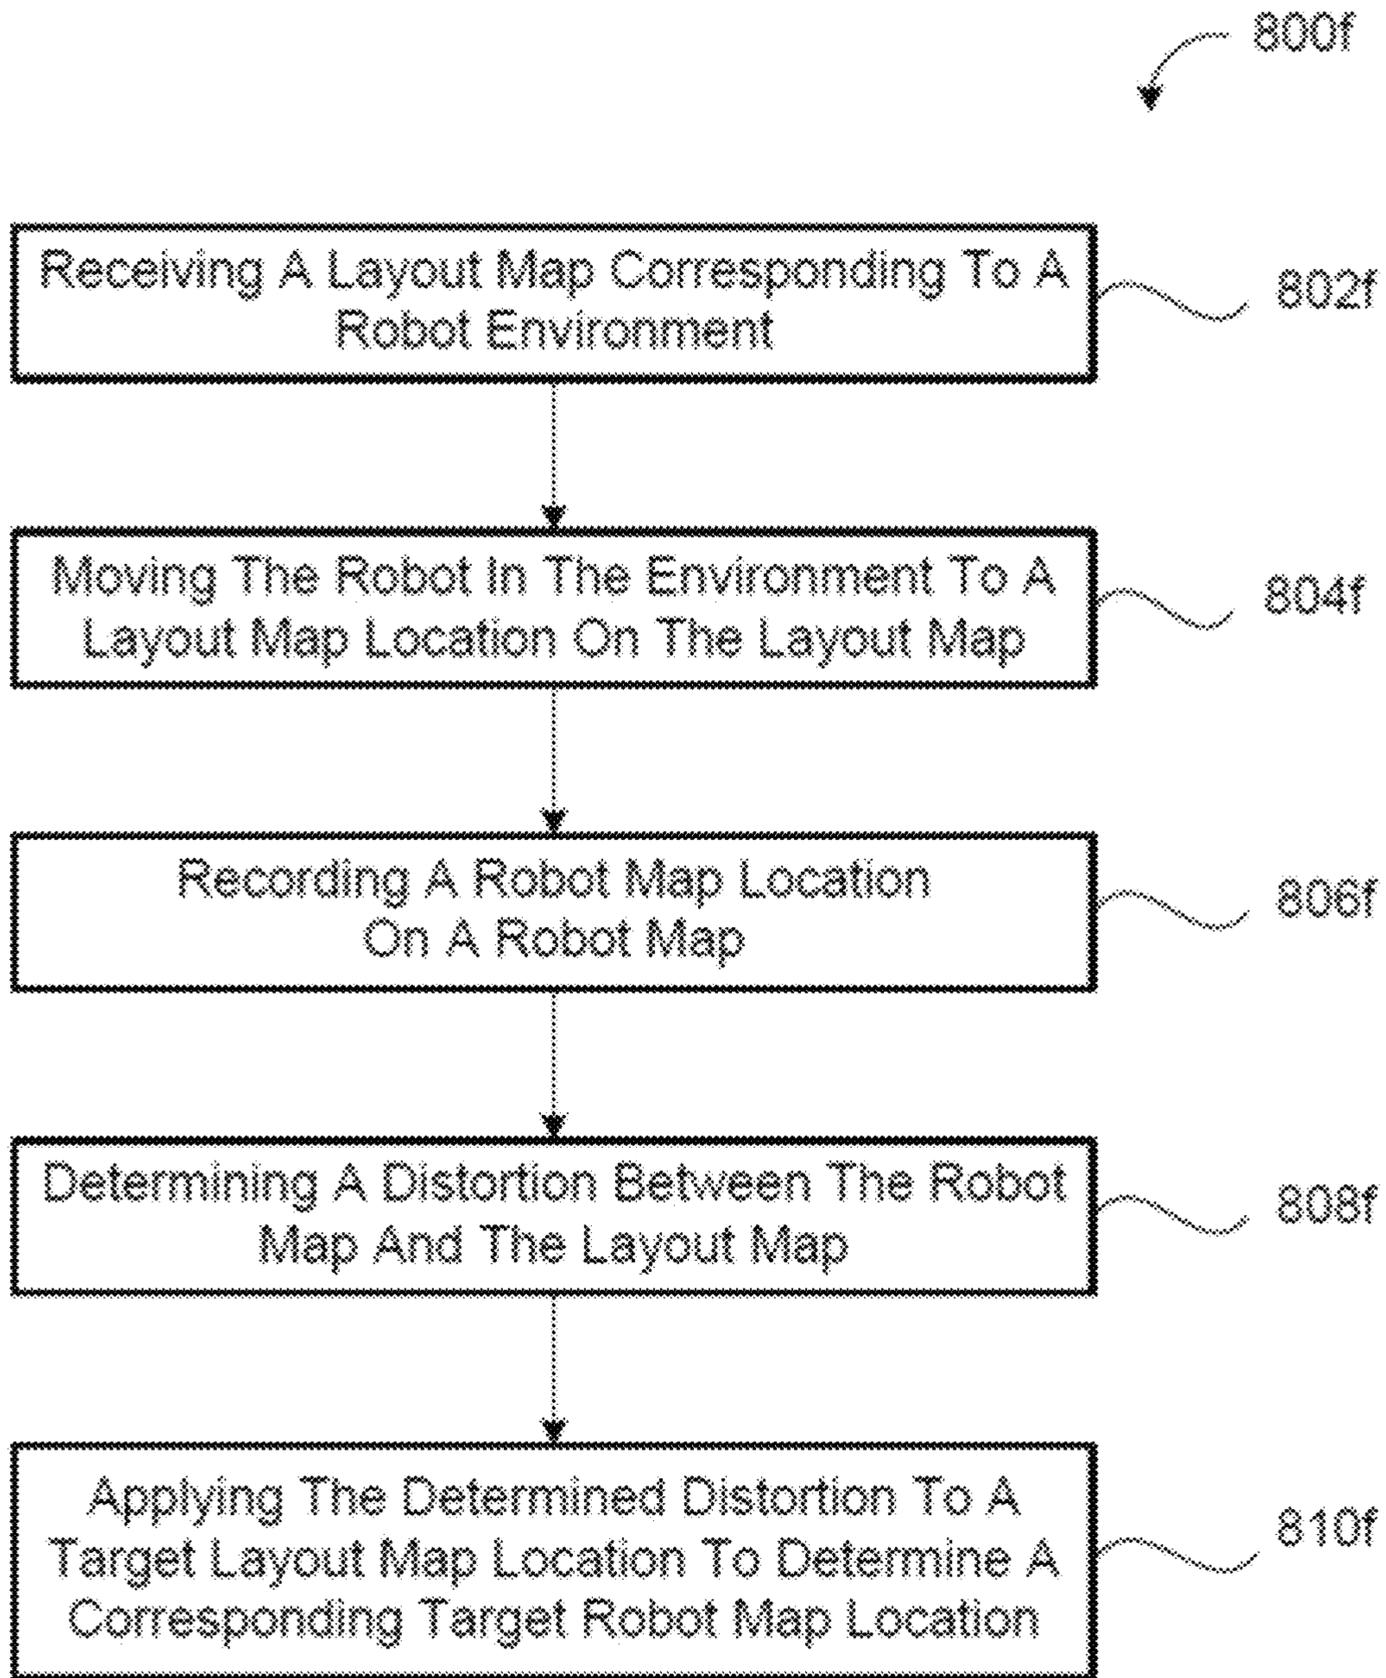 800f
Receiving A Layout Map Corresponding To A
Robot Environment
802f
Moving The Robot In The Environment To A
Layout Map Location On The Layout Map
804f
Recording A Robot Map Location
On A Robot Map
806f
Determining A Distortion Between The Robot
Map And The Layout Map
808f
Applying The Determined Distortion To A
Target Layout Map Location To Determine A
Corresponding Target Robot Map Location
810f